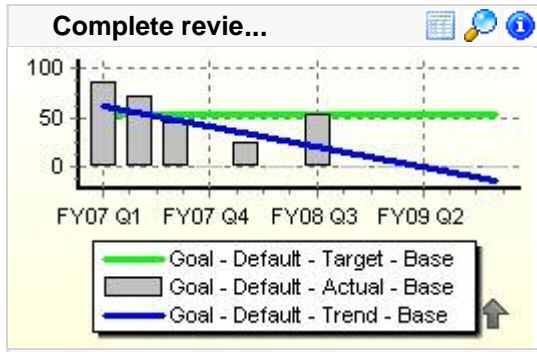 Complete revie...
100
50
0
FY07 Q1 FY07 Q4 FY08 Q3 FY09 Q2
Goal - Default - Target - Base
Goal - Default - Actual - Base
Goal - Default - Trend - Base